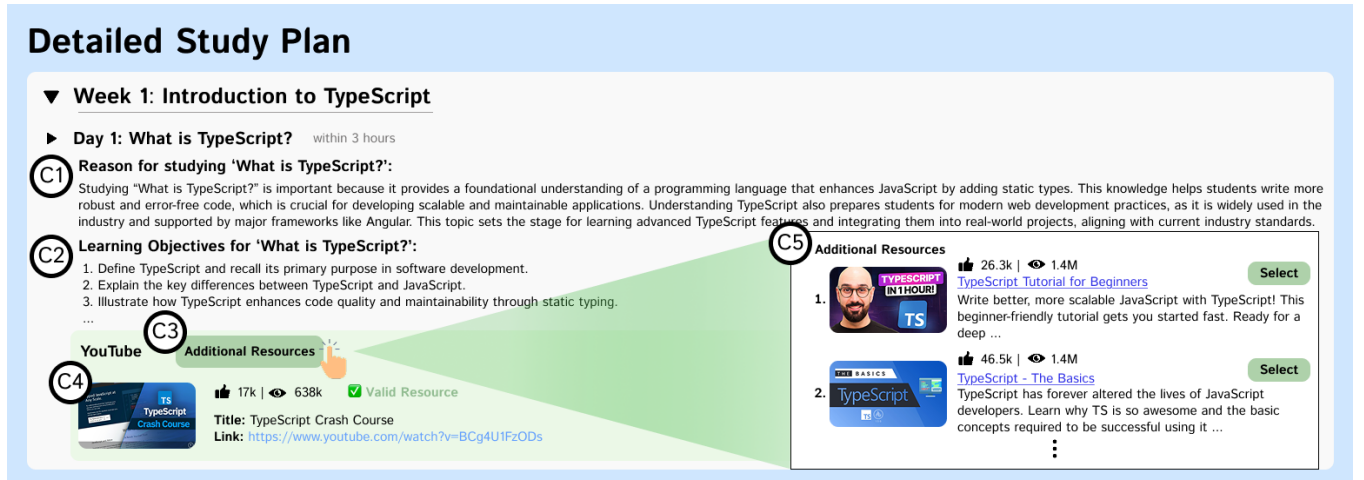 Detailed Study Plan
Week 1: Introduction to TypeScript
Day 1: What is TypeScript? within 3 hours
C1
Reason for studying ‘What is TypeScript?’:
Studying “What is TypeScript?” is important because it provides a foundational understanding of a programming language that enhances JavaScript by adding static types. This knowledge helps students write more
robust and error-free code, which is crucial for developing scalable and maintainable applications. Understanding TypeScript also prepares students for modern web development practices, as it is widely used in the
industry and supported by major frameworks like Angular. This topic sets the stage for learning advanced TypeScript features and integrating them into real-world projects, aligning with current industry standards.
C2
Learning Objectives for ‘What is TypeScript?’:
1. Define TypeScript and recall its primary purpose in software development.
2. Explain the key differences between TypeScript and JavaScript.
3. Illustrate how TypeScript enhances code quality and maintainability through static typing.
...
C3
YouTube
Additional Resources
C4
TS
TypeScript
Crash Course
17k | 638k
Valid Resource
Title: TypeScript Crash Course
Link: https://www.youtube.com/watch?v=BCg4U1FzODs
C5
Additional Resources
1.
TYPESCRIPT
IN 1 HOUR!
TS
26.3k | 1.4M
TypeScript Tutorial for Beginners
Select
Write better, more scalable JavaScript with TypeScript! This
beginner-friendly tutorial gets you started fast. Ready for a
deep ...
2.
THE BASICS
TypeScript
TS
46.5k | 1.4M
TypeScript - The Basics
Select
TypeScript has forever altered the lives of JavaScript
developers. Learn why TS is so awesome and the basic
concepts required to be successful using it ...